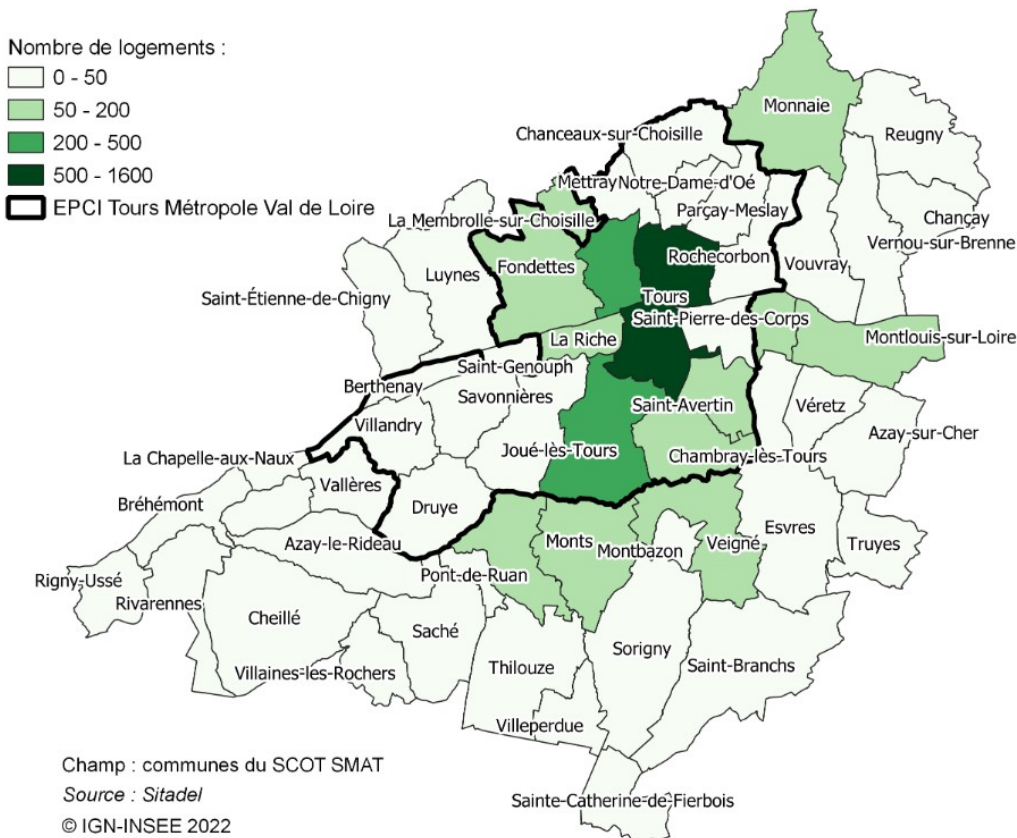 Nombre de logements :
0 - 50
50 - 200
200 - 500
500 - 1600
EPCI Tours Métropole Val de Loire
Monnaie
Reugny
Chanceaux-sur-Choisille
Mettray
Notre-Dame-d'Oé
Parçay-Meslay
Chançay
La Membrolle-sur-Choisille
Vernou-sur-Brenne
Rochecorbon
Vouvray
Fondettes
Luynes
Saint-Étienne-de-Chigny
Tours
Saint-Pierre-des-Corps
La Riche
Montlouis-sur-Loire
Saint-Genouph
Berthenay
Savonnières
Saint-Avertin
Véretz
Villandry
Azay-sur-Cher
Joué-lès-Tours
Chambray-lès-Tours
La Chapelle-aux-Naux
Vallères
Bréhémont
Druye
Esvres
Azay-le-Rideau
Monts
Montbazon
Veigné
Truyes
Pont-de-Ruan
Rigny-Ussé
Rivarennes
Cheillé
Saché
Sorigny
Saint-Branchs
Villaines-les-Rochers
Thilouze
Villeperdue
Sainte-Catherine-de-Fierbois
Champ : communes du SCOT SMAT
Source : Sitadel
© IGN-INSEE 2022